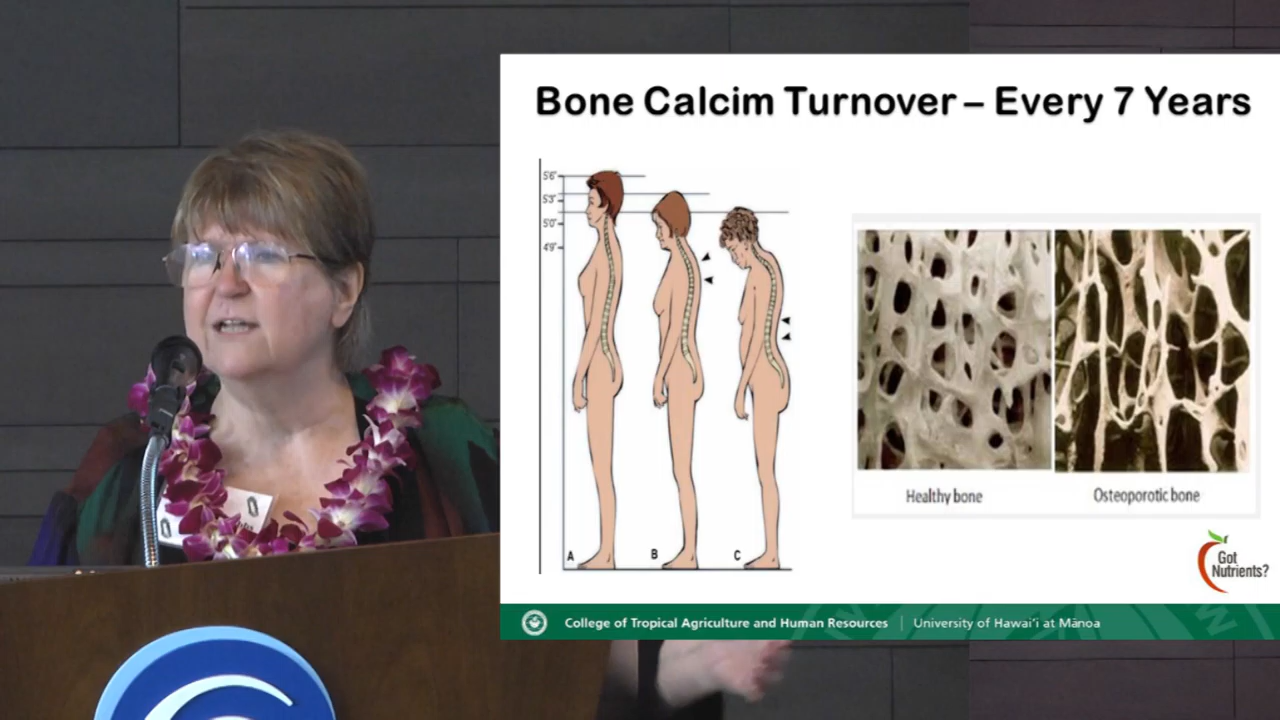 Bone Calcim Turnover – Every 7 Years
5'6"
5'3"
5'0"
4'9"
A
B
C
Healthy bone
Osteoporotic bone
Got
Nutrients?
College of Tropical Agriculture and Human Resources | University of Hawai'i at Mānoa